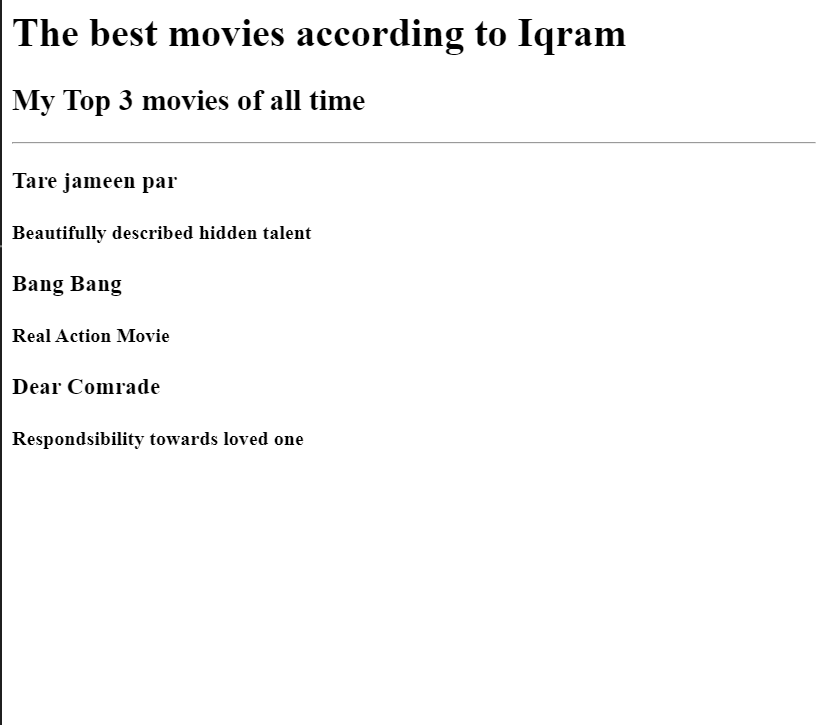 The best movies according to Iqram
My Top 3 movies of all time
Tare jameen par
Beautifully described hidden talent
Bang Bang
Real Action Movie
Dear Comrade
Respondsibility towards loved one